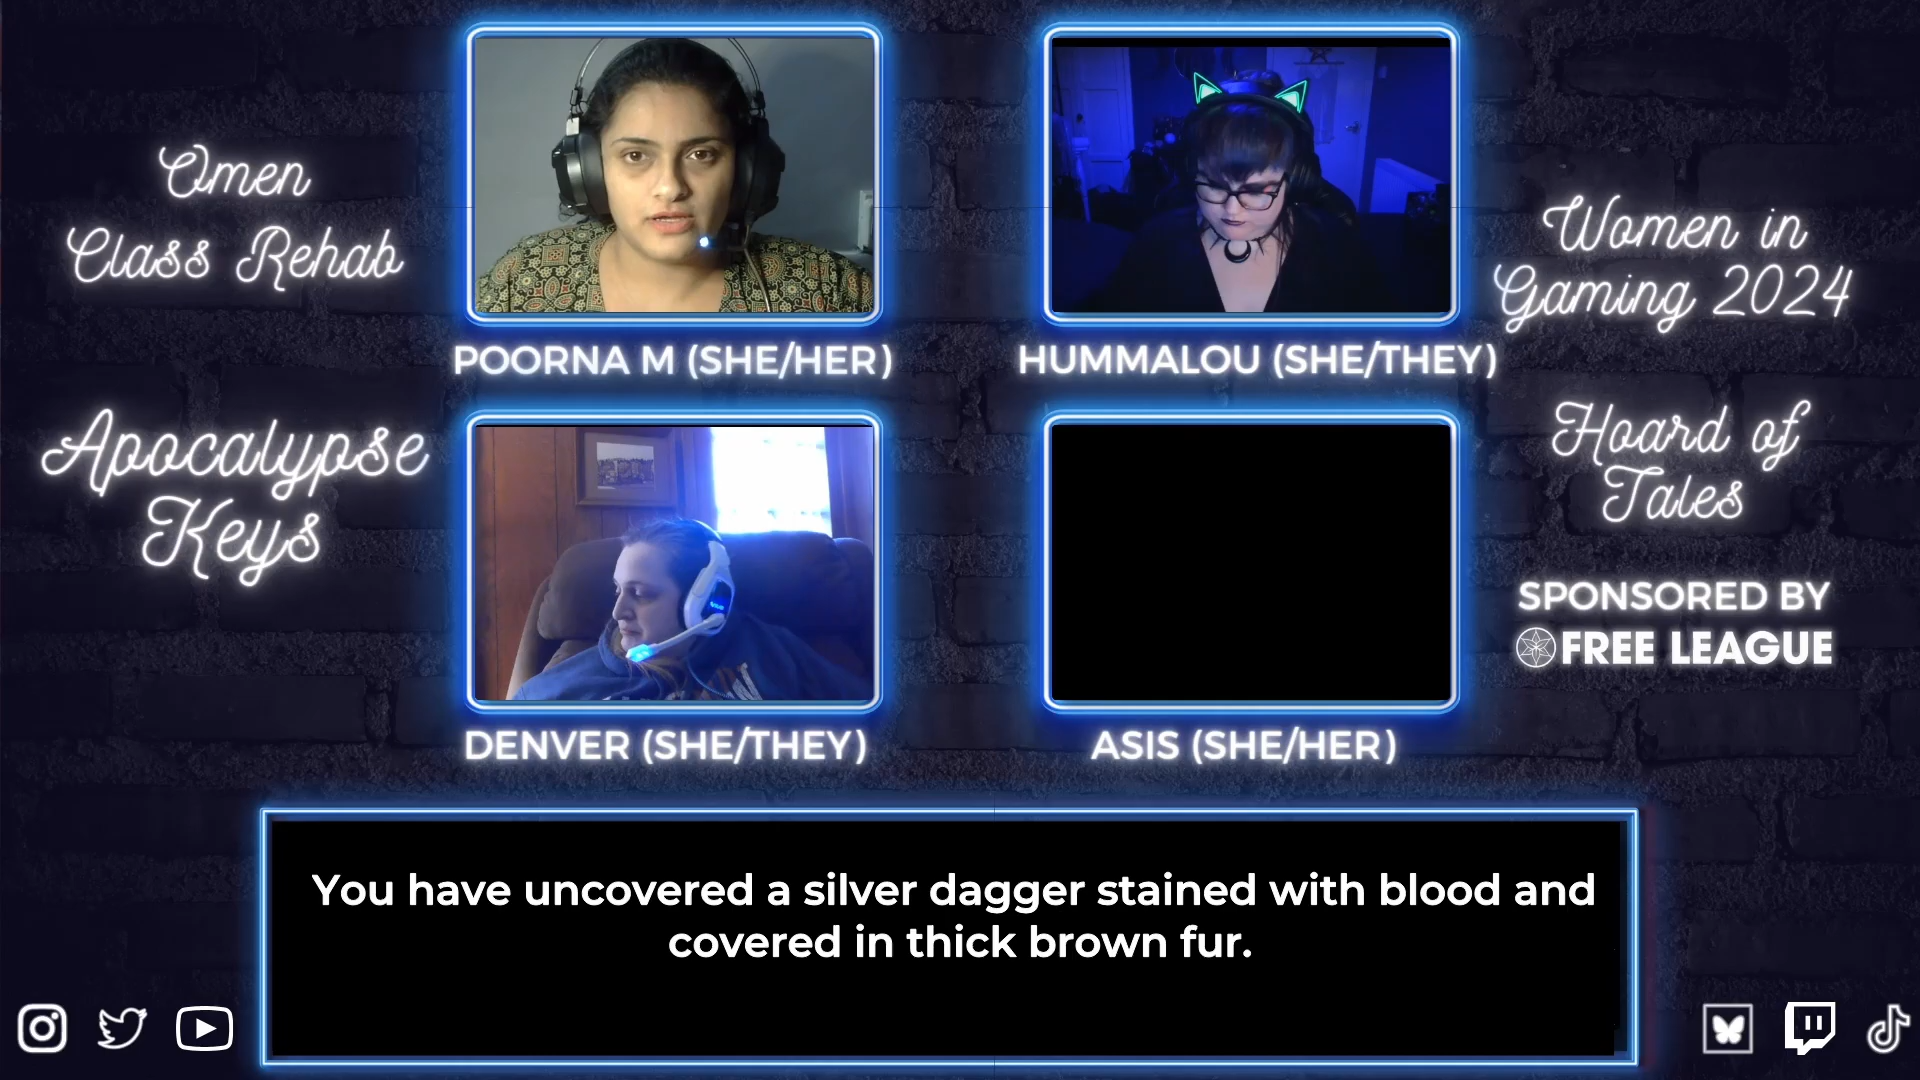 Omen
Class Rehab
Apocalypse
Keys
POORNA M (SHE/HER)
HUMMALOU (SHE/THEY)
Women in
Gaming 2024
Hoard of
Tales
SPONSORED BY
FREE LEAGUE
DENVER (SHE/THEY)
ASIS (SHE/HER)
You have uncovered a silver dagger stained with blood and
covered in thick brown fur.